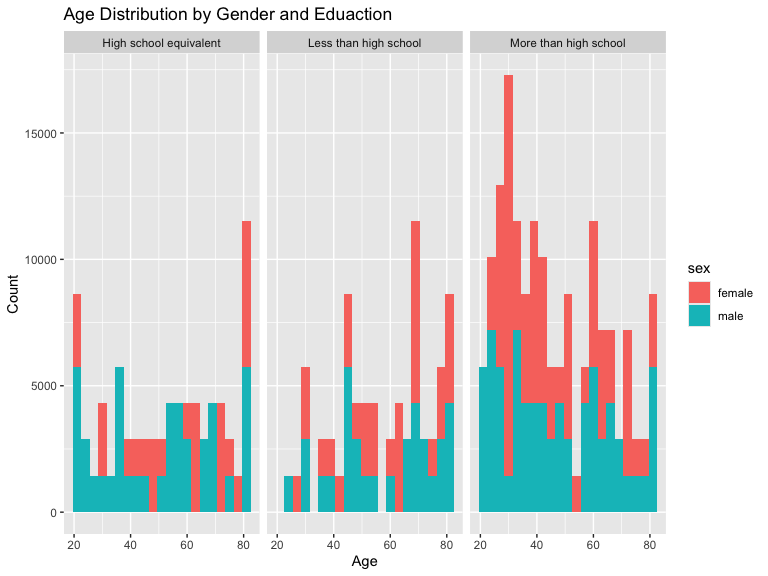 Age Distribution by Gender and Eduaction
High school equivalent
Less than high school
More than high school
15000
10000
5000
0
Count
20 40 60 80
20 40 60 80
20 40 60 80
Age
sex
female
male